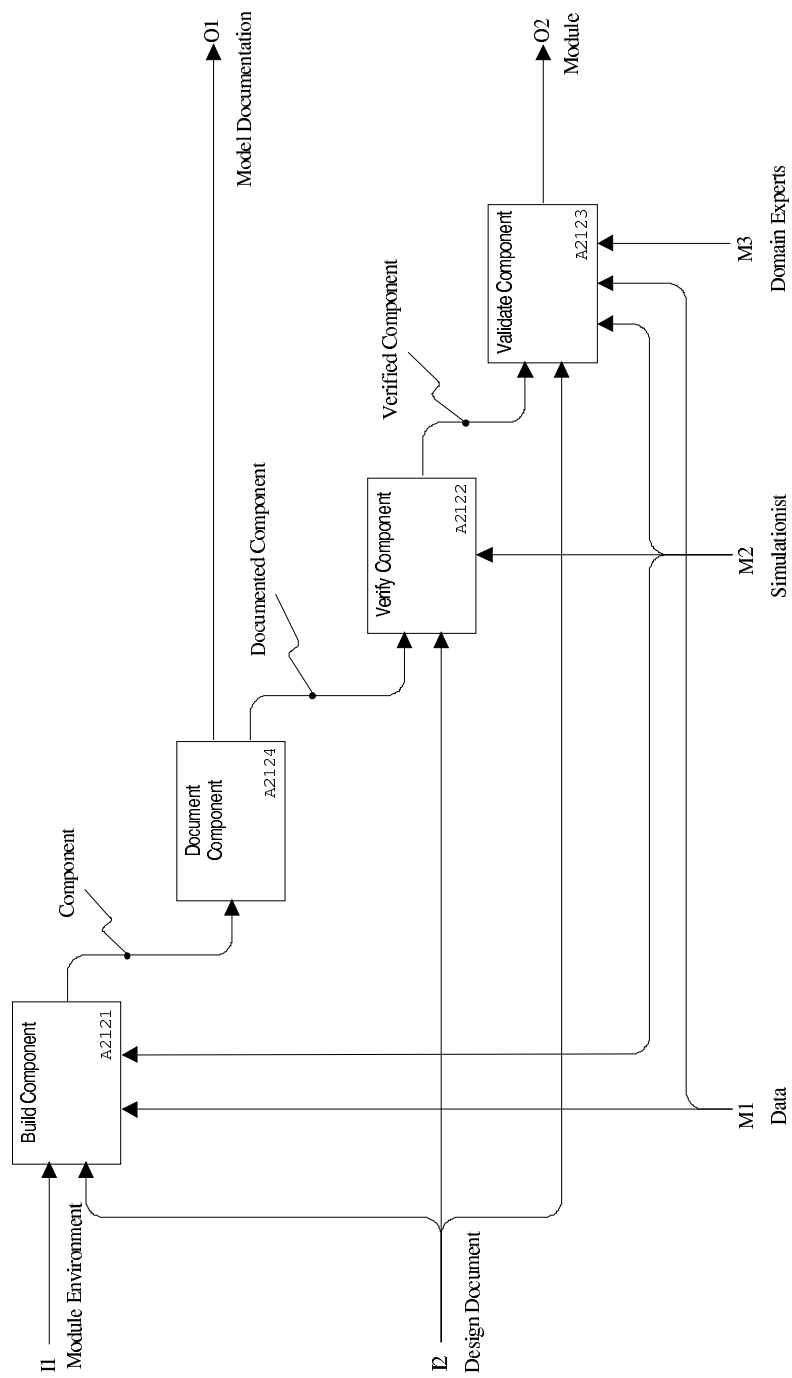 I1
Module Environment
Build Component
A2121
Component
Document
Component
A2124
O1
Model Documentation
Documented Component
I2
Design Document
Verify Component
A2122
Verified Component
Validate Component
A2123
O2
Module
M1
Data
M2
Simulationist
M3
Domain Experts